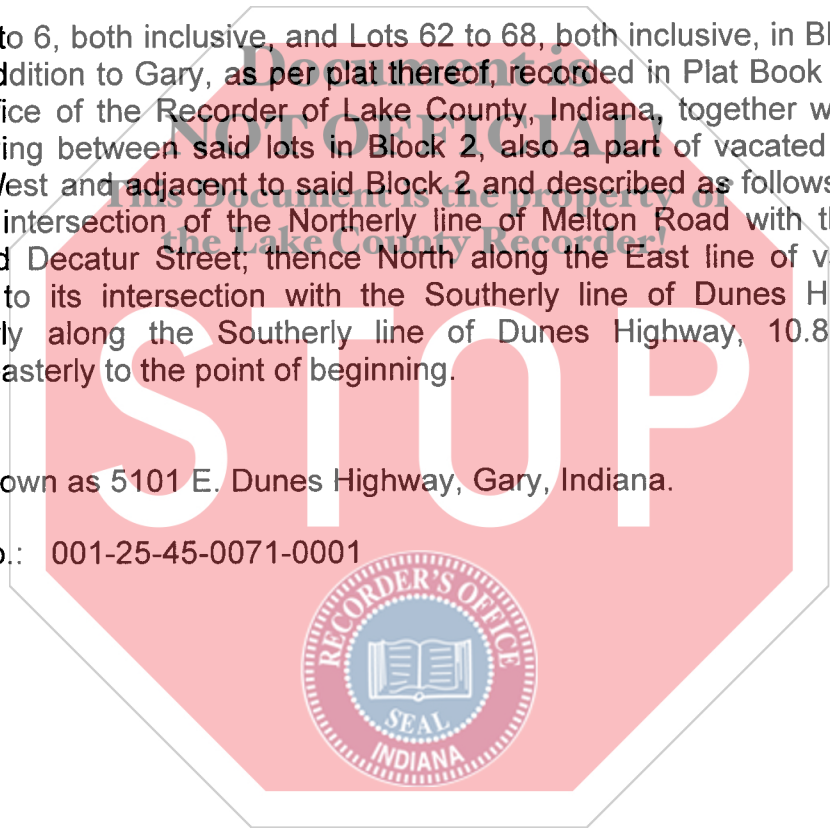 to 6, both inclusive, and Lots 62 to 68, both inclusive, in Bl
ddition to Gary, as per plat thereof, recorded in Plat Book
ice of the Recorder of Lake County, Indiana, together w
ing between said lots in Block 2, also a part of vacated
Vest and adjacent to said Block 2 and described as follows
intersection of the Northerly line of Melton Road with th
d Decatur Street; thence North along the East line of v
to its intersection with the Southerly line of Dunes H
ly along the Southerly line of Dunes Highway, 10.8
asterly to the point of beginning.
own as 5101 E. Dunes Highway, Gary, Indiana.
o.: 001-25-45-0071-0001
Document is
NOT OFFICIAL!
This Document is the property of
the Lake County Recorder!
STOP
RECORDER'S OFFICE
SEAL
INDIANA